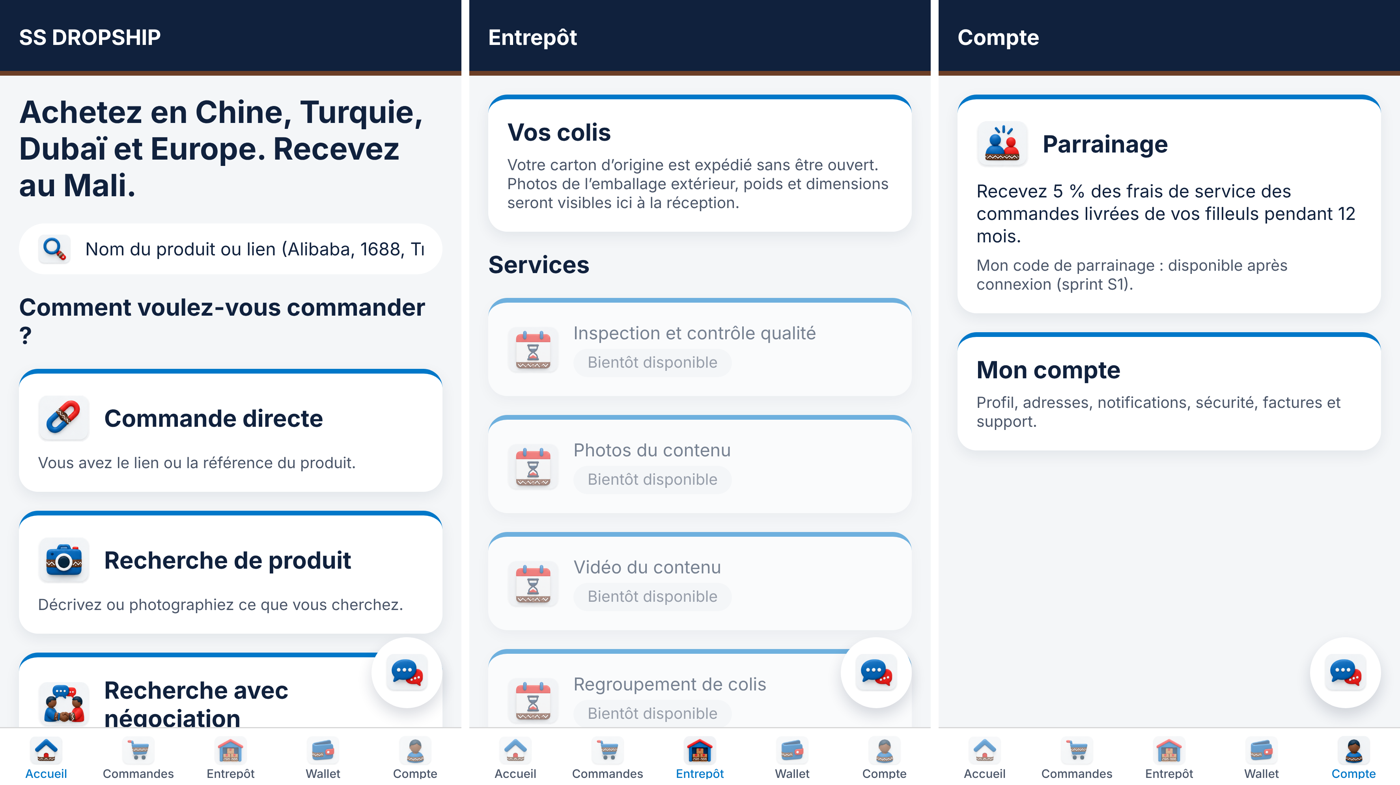 SS DROPSHIP
Achetez en Chine, Turquie,
Dubaï et Europe. Recevez
au Mali.
Nom du produit ou lien (Alibaba, 1688, Tr
Comment voulez-vous commander
?
Commande directe
Vous avez le lien ou la référence du produit.
Recherche de produit
Décrivez ou photographiez ce que vous cherchez.
Recherche avec
négociation
Accueil
Commandes
Entrepôt
Wallet
Compte
Entrepôt
Vos colis
Votre carton d’origine est expédié sans être ouvert.
Photos de l’emballage extérieur, poids et dimensions
seront visibles ici à la réception.
Services
Inspection et contrôle qualité
Bientôt disponible
Photos du contenu
Bientôt disponible
Vidéo du contenu
Bientôt disponible
Regroupement de colis
Bientôt disponible
Accueil
Commandes
Entrepôt
Wallet
Compte
Compte
Parrainage
Recevez 5 % des frais de service des
commandes livrées de vos filleuls pendant 12
mois.
Mon code de parrainage : disponible après
connexion (sprint S1).
Mon compte
Profil, adresses, notifications, sécurité, factures et
support.
Accueil
Commandes
Entrepôt
Wallet
Compte